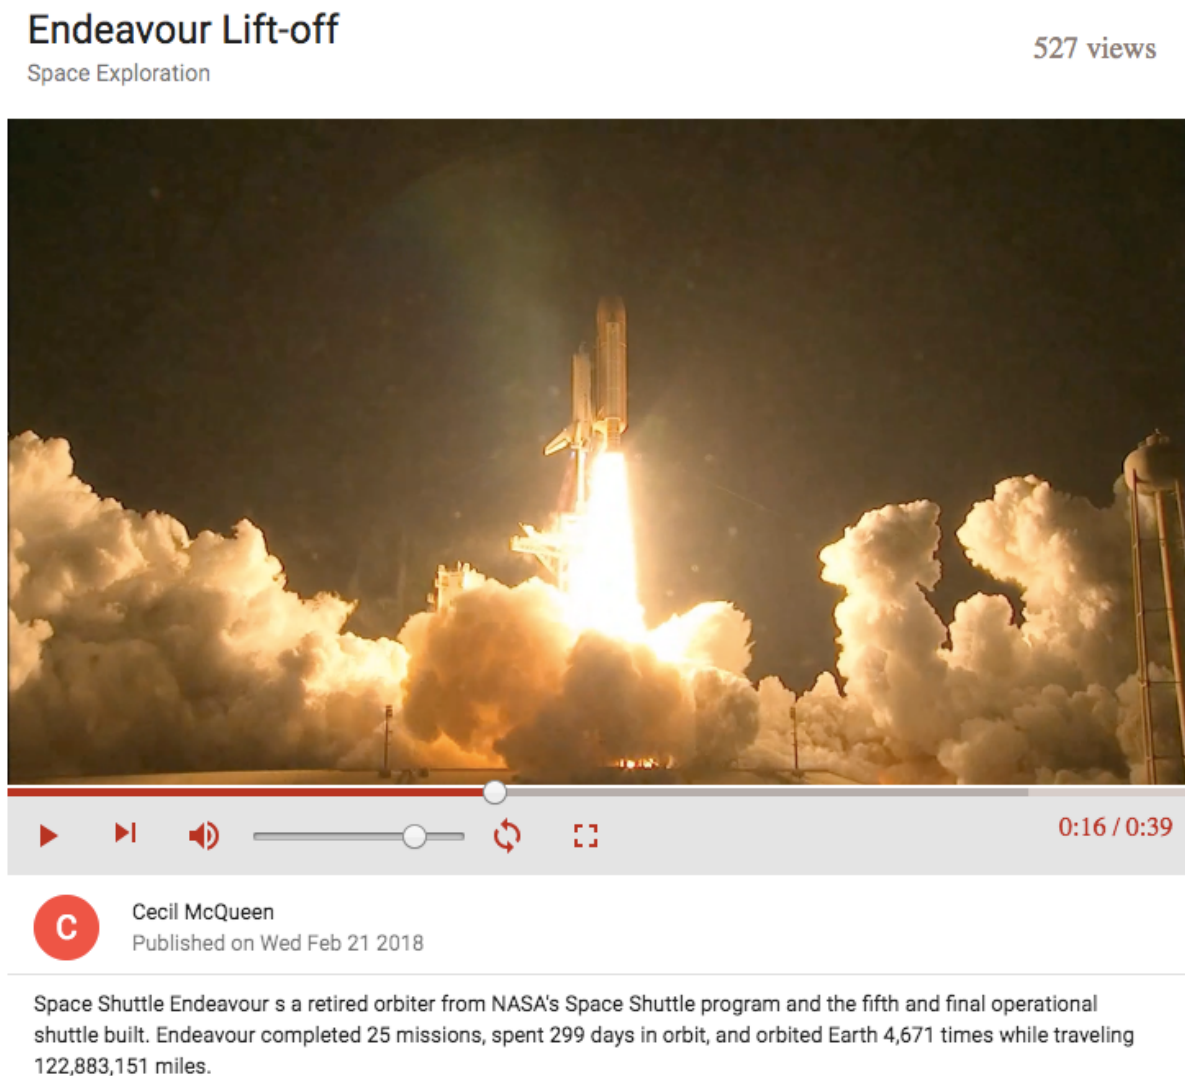 Endeavour Lift-off
527 views
Space Exploration
0:16 / 0:39
C
Cecil McQueen
Published on Wed Feb 21 2018
Space Shuttle Endeavour s a retired orbiter from NASA's Space Shuttle program and the fifth and final operational
shuttle built. Endeavour completed 25 missions, spent 299 days in orbit, and orbited Earth 4,671 times while traveling
122,883,151 miles.